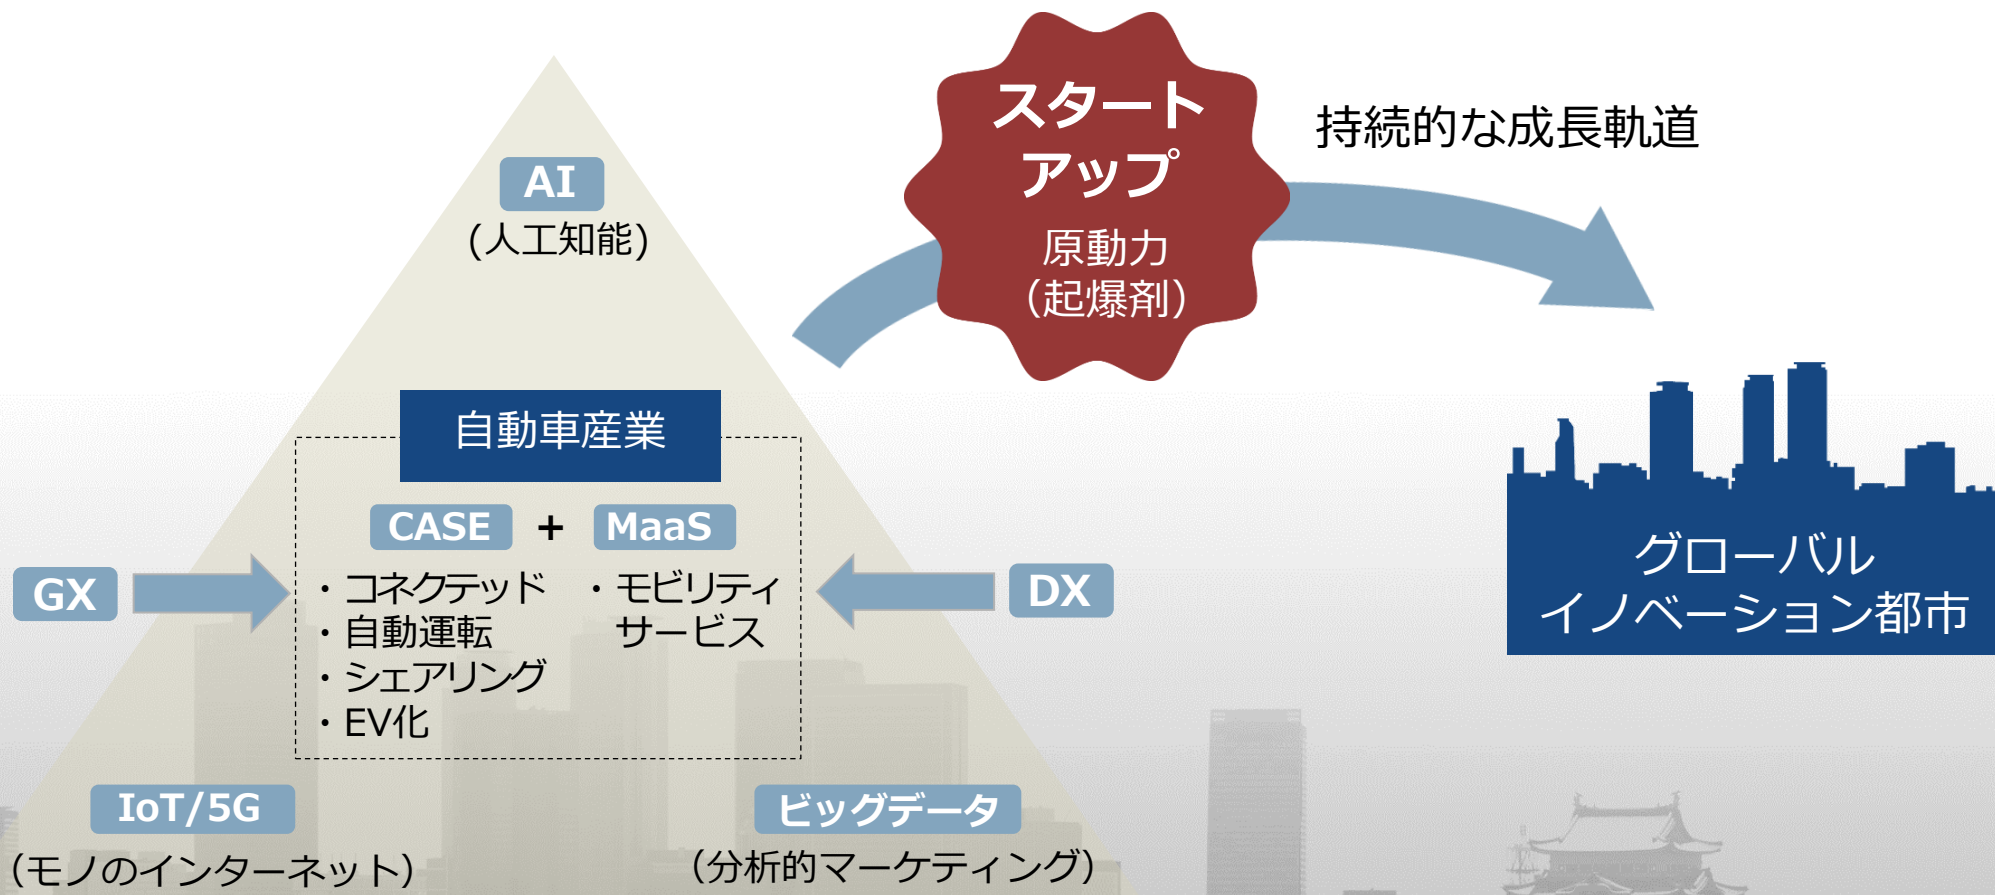 スタート
アップ
原動力
（起爆剤）
持続的な成長軌道
AI
(人工知能)
自動車産業
CASE + MaaS
・コネクテッド
・自動運転
・シェアリング
・EV化
・モビリティ
サービス
GX
DX
グローバル
イノベーション都市
IoT/5G
（モノのインターネット）
ビッグデータ
（分析的マーケティング）